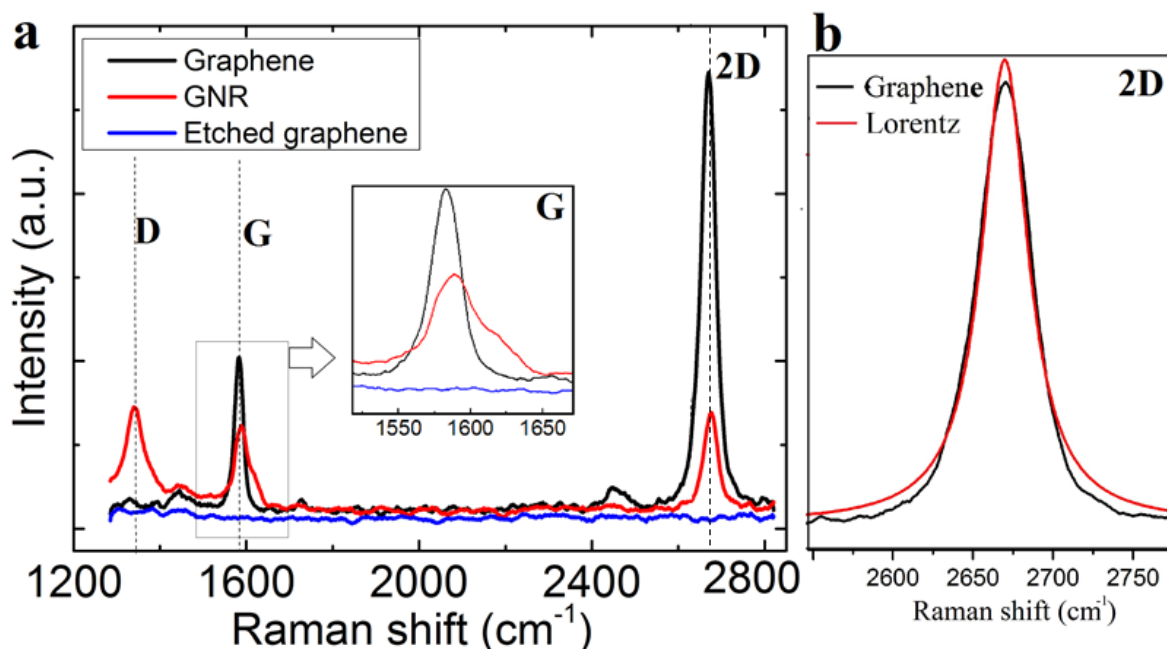 a
Graphene
GNR
Etched graphene
D
G
G
1550 1600 1650
2D
1200 1600 2000 2400 2800
Raman shift (cm⁻¹)
Intensity (a.u.)
b
Graphene
Lorentz
2D
2600 2650 2700 2750
Raman shift (cm⁻¹)